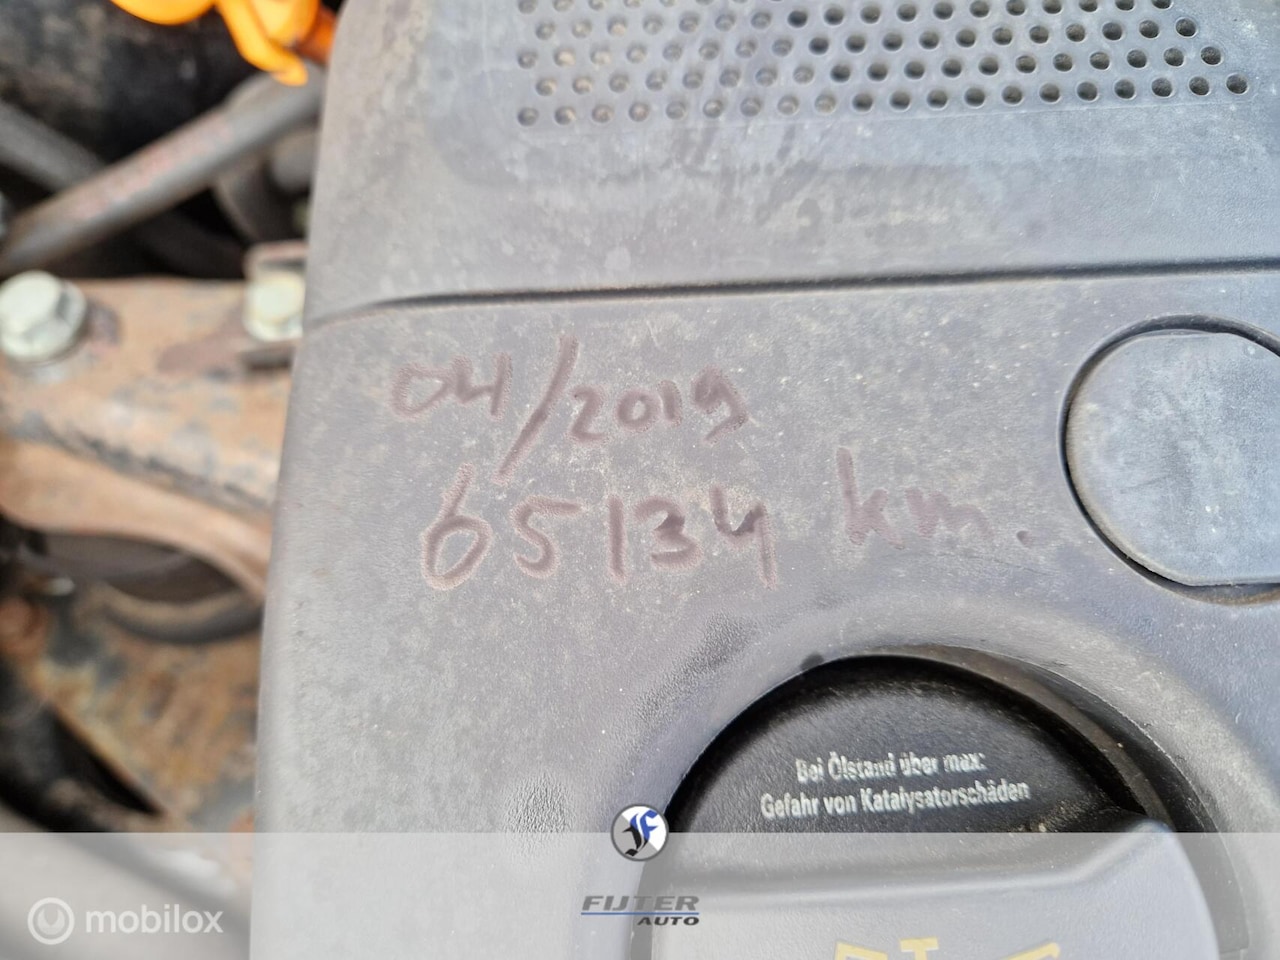 04/2019
65134 km.
Bei Ölstand über max:
Gefahr von Katalysatorschäden
FIJTER
AUTO
mobilox